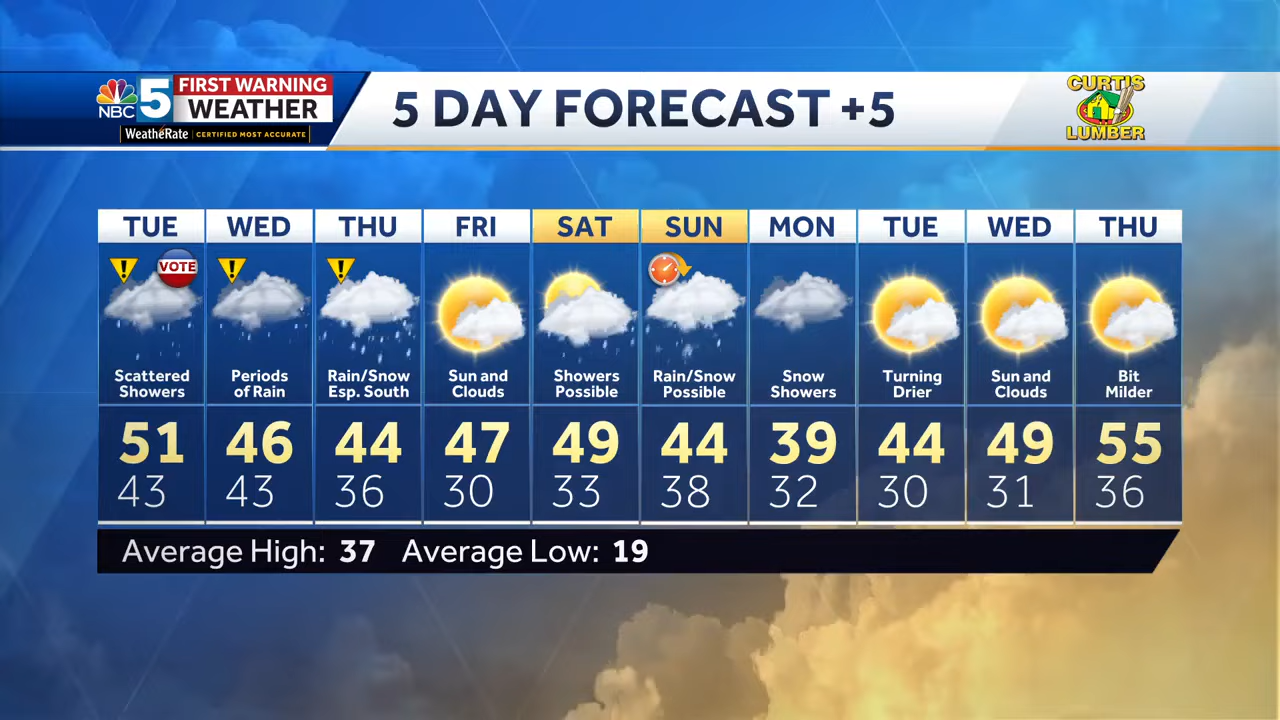 NBC 5 FIRST WARNING
WEATHER
WeatheRate CERTIFIED MOST ACCURATE
5 DAY FORECAST +5
CURTIS
LUMBER
TUE WED THU FRI SAT SUN MON TUE WED THU
! VOTE ! !
Scattered Periods Rain/Snow Sun and Showers Rain/Snow Snow Turning Sun and Bit
Showers of Rain Esp. South Clouds Possible Possible Showers Drier Clouds Milder
51 46 44 47 49 44 39 44 49 55
43 43 36 30 33 38 32 30 31 36
Average High: 37 Average Low: 19